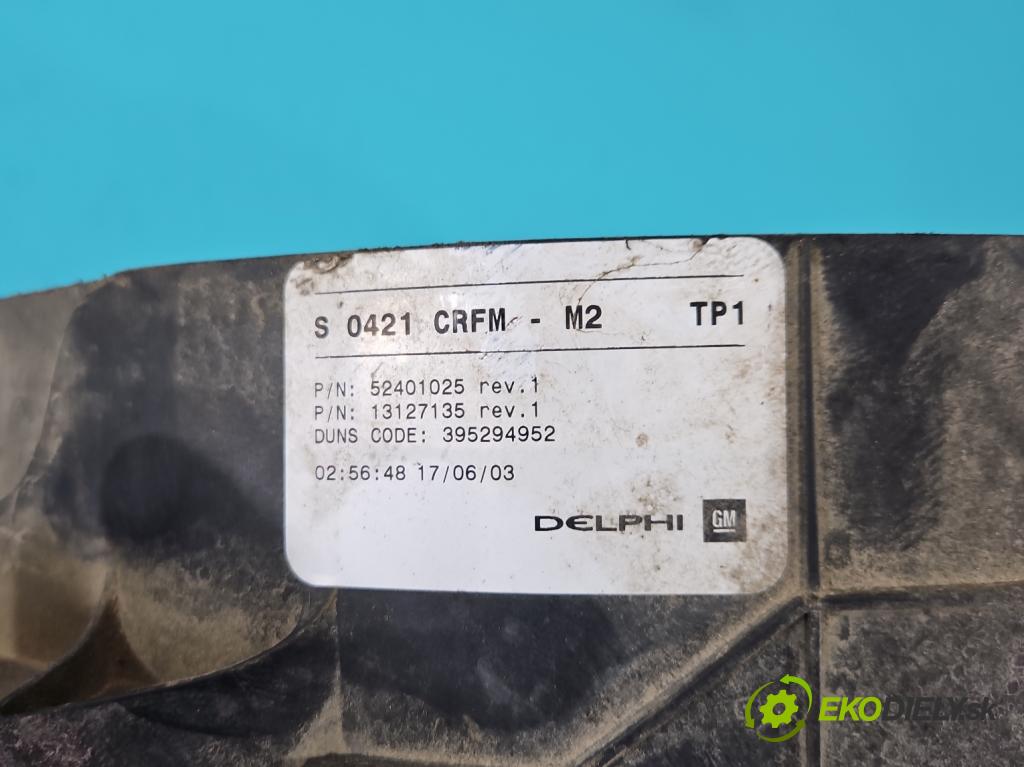 S 0421 CRFM - M2 TP1
P/N: 52401025 rev.1
P/N: 13127135 rev.1
DUNS CODE: 395294952
02:56:48 17/06/03
DELPHI GM
EKODIELY.sk